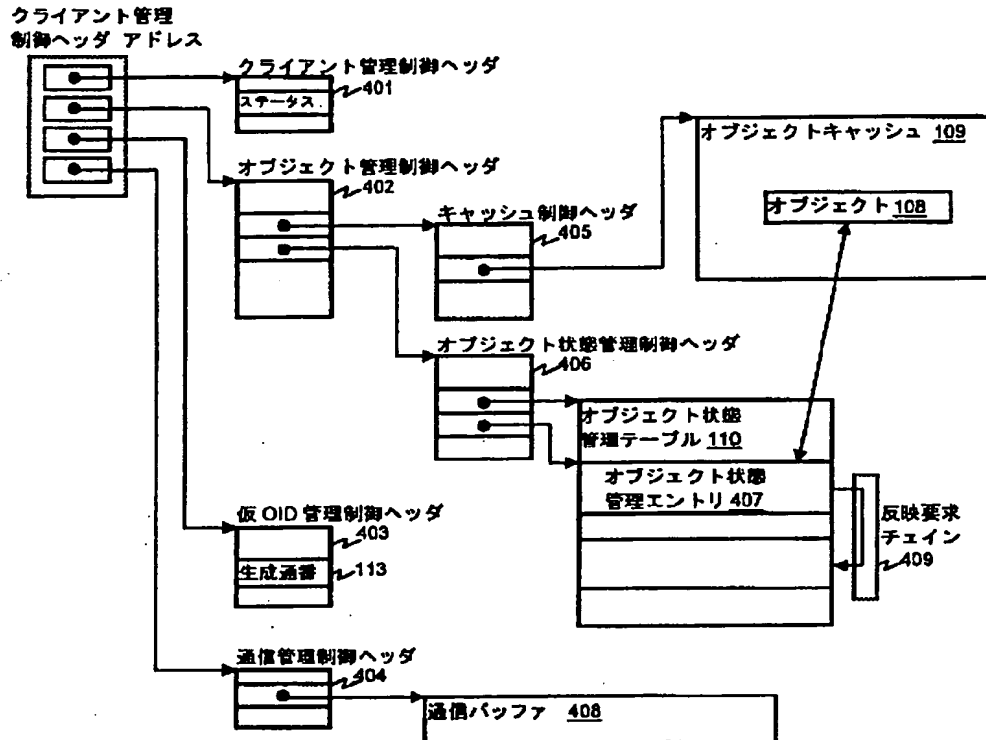 クライアント管理
制御ヘッダ アドレス
クライアント管理制御ヘッダ
401
ステータス
オブジェクト管理制御ヘッダ
402
キャッシュ制御ヘッダ
405
オブジェクトキャッシュ 109
オブジェクト 108
オブジェクト状態管理制御ヘッダ
406
オブジェクト状態
管理テーブル 110
オブジェクト状態
管理エントリ 407
反映要求
チェイン
409
仮OID管理制御ヘッダ
403
生成通番
113
通信管理制御ヘッダ
404
通信バッファ 408